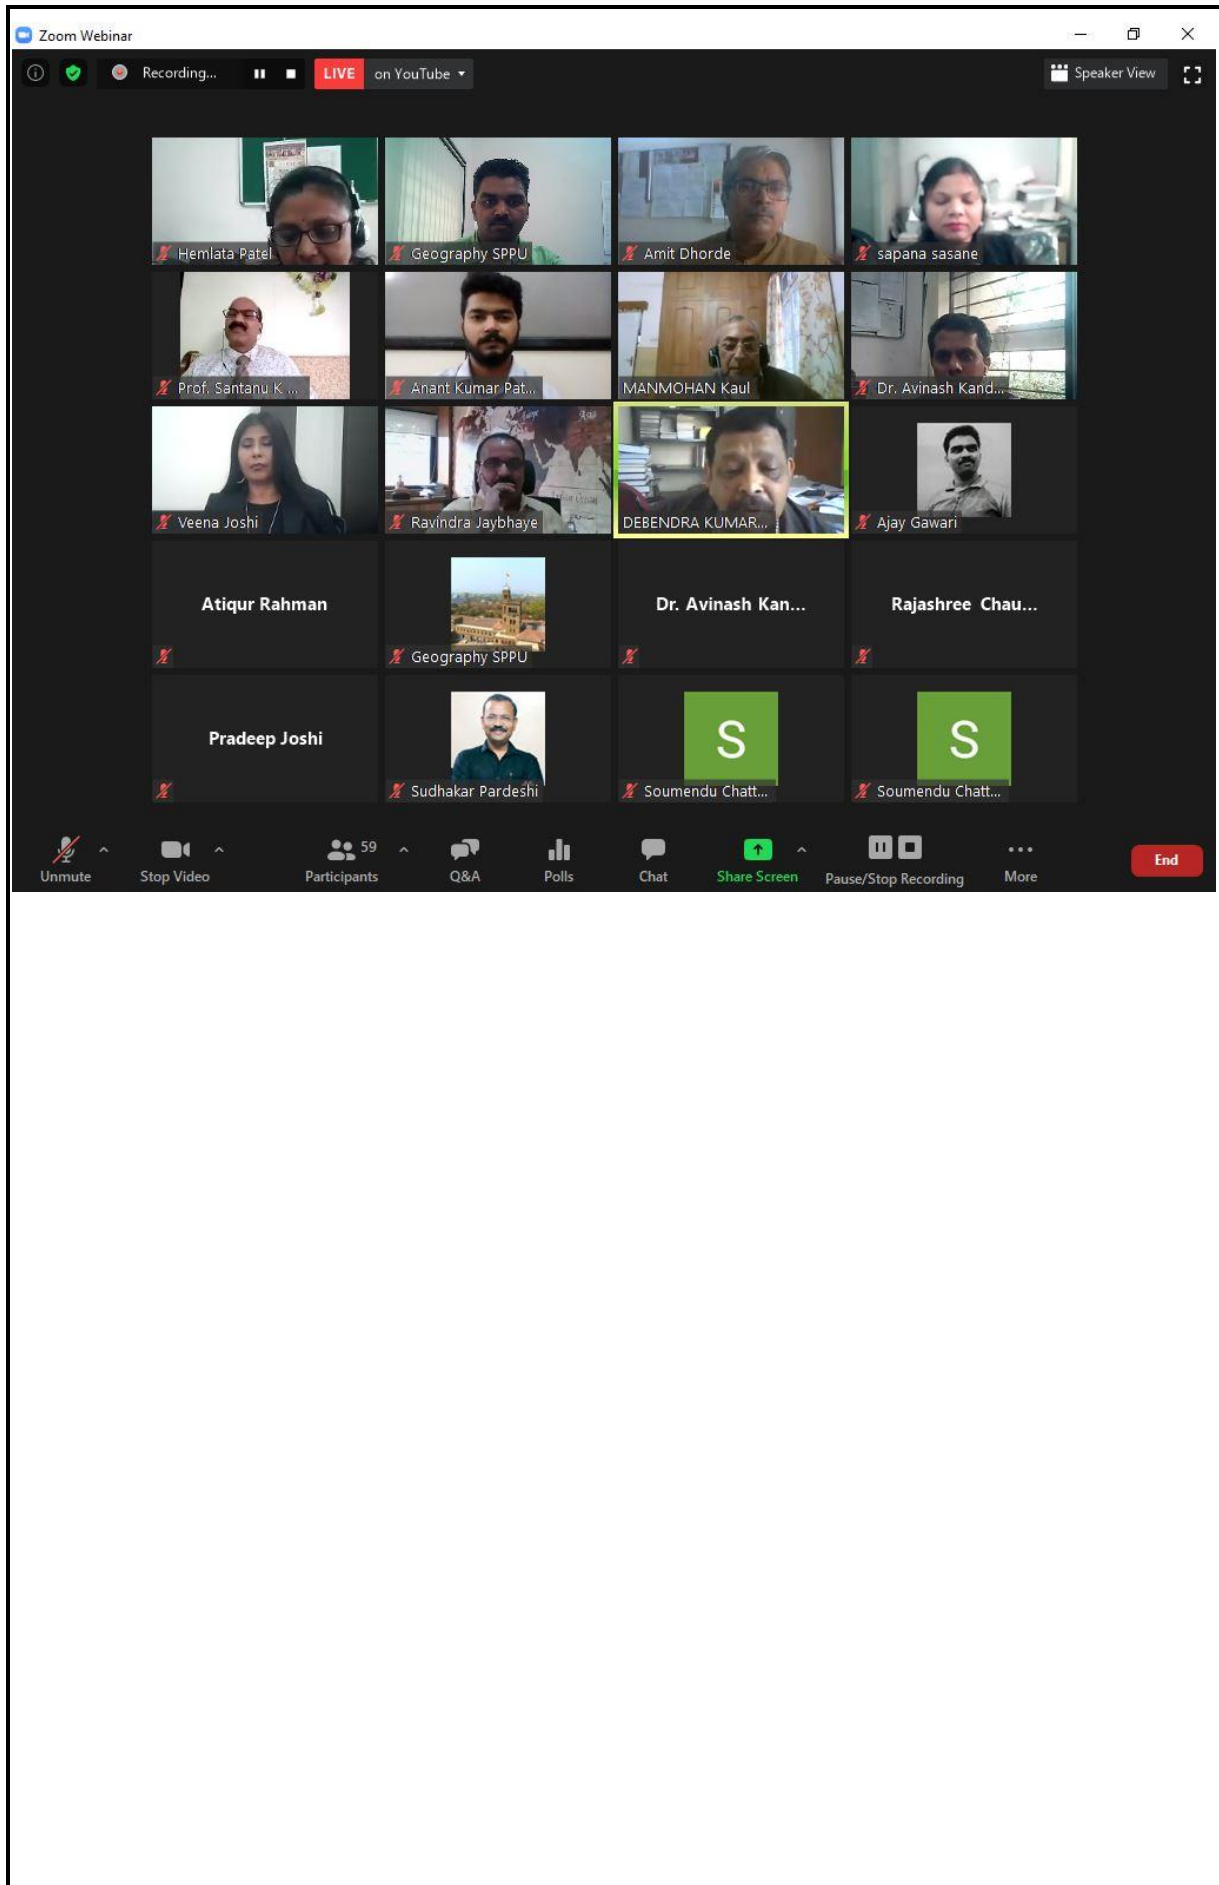 Zoom Webinar
Recording...
LIVE on YouTube
Speaker View
Hemlata Patel
Geography SPPU
Amit Dhorde
sapana sasane
Prof. Santanu K ...
Anant Kumar Pat...
MANMOHAN Kaul
Dr. Avinash Kand...
Veena Joshi
Ravindra Jaybhaye
DEBENDRA KUMAR...
Ajay Gawari
Atiqur Rahman
Geography SPPU
Dr. Avinash Kan...
Rajashree Chau...
Pradeep Joshi
Sudhakar Pardeshi
S
Soumendu Chatt...
S
Soumendu Chatt...
Unmute
Stop Video
59
Participants
Q&A
Polls
Chat
Share Screen
Pause/Stop Recording
More
End